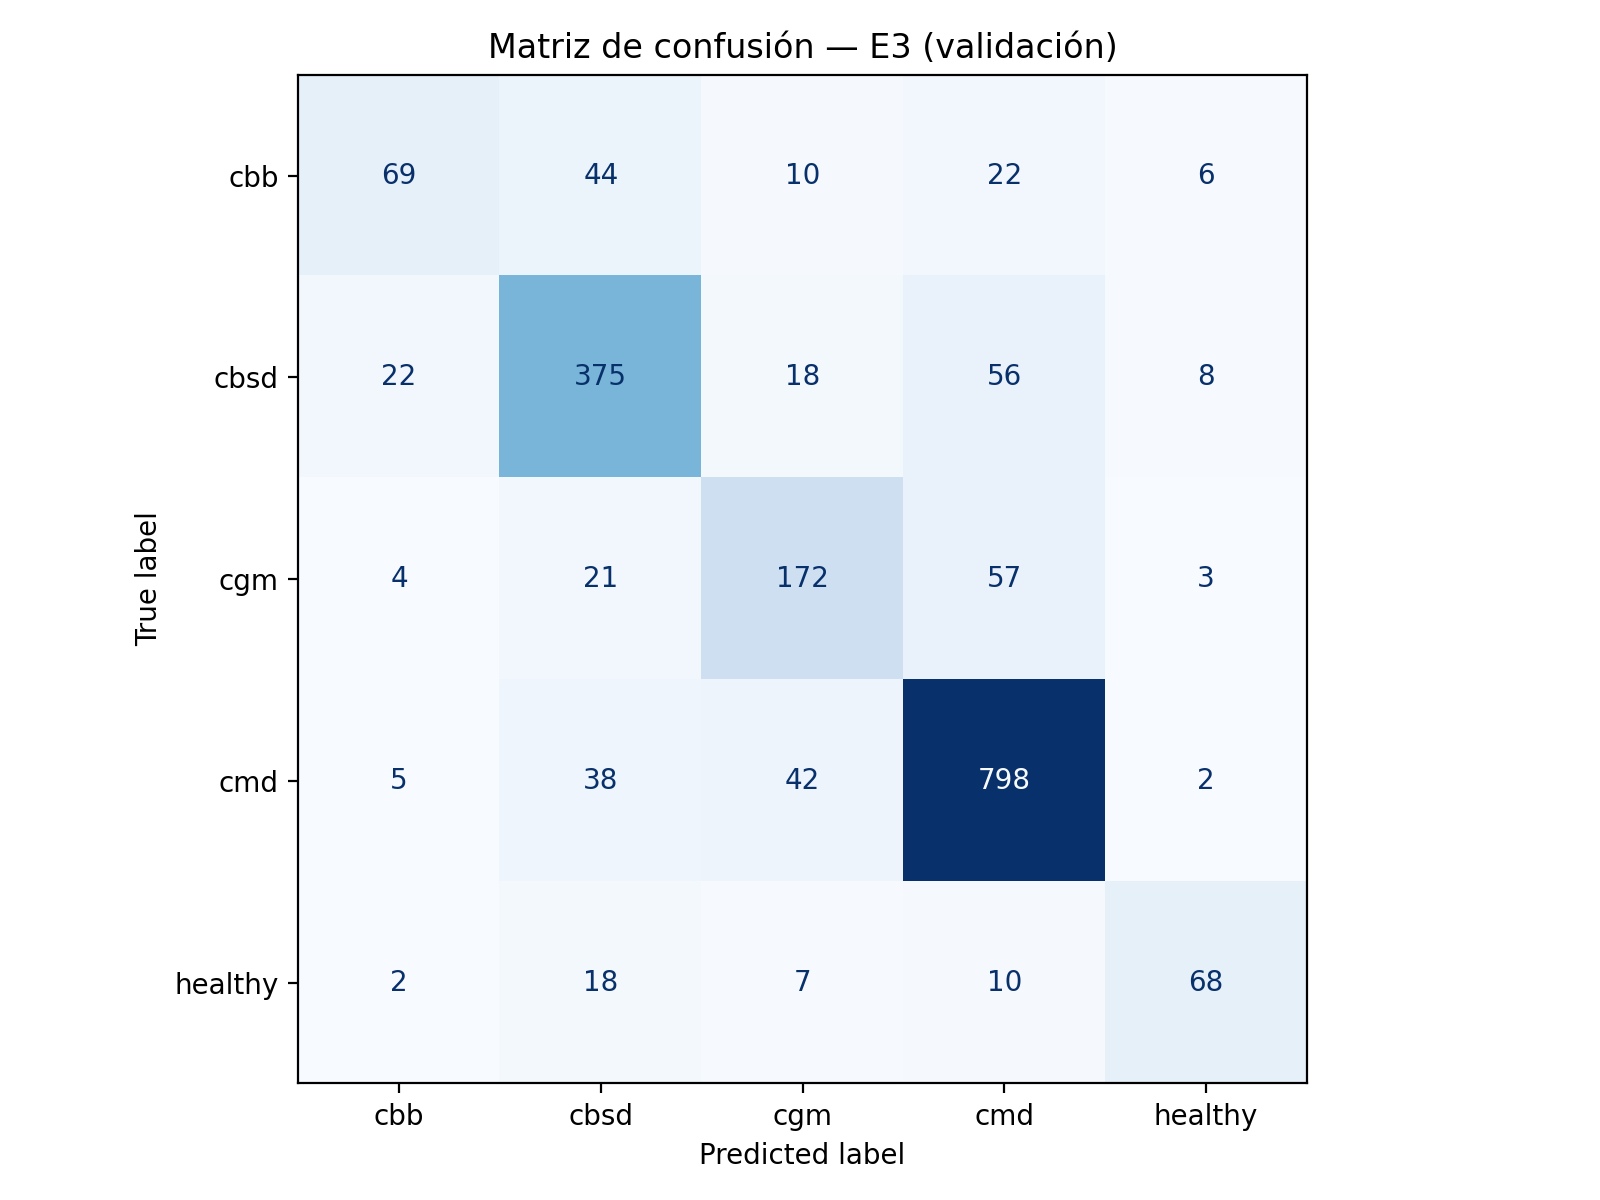 Matriz de confusión — E3 (validación)
True label
cbb 69 44 10 22 6
cbsd 22 375 18 56 8
cgm 4 21 172 57 3
cmd 5 38 42 798 2
healthy 2 18 7 10 68
cbb cbsd cgm cmd healthy
Predicted label